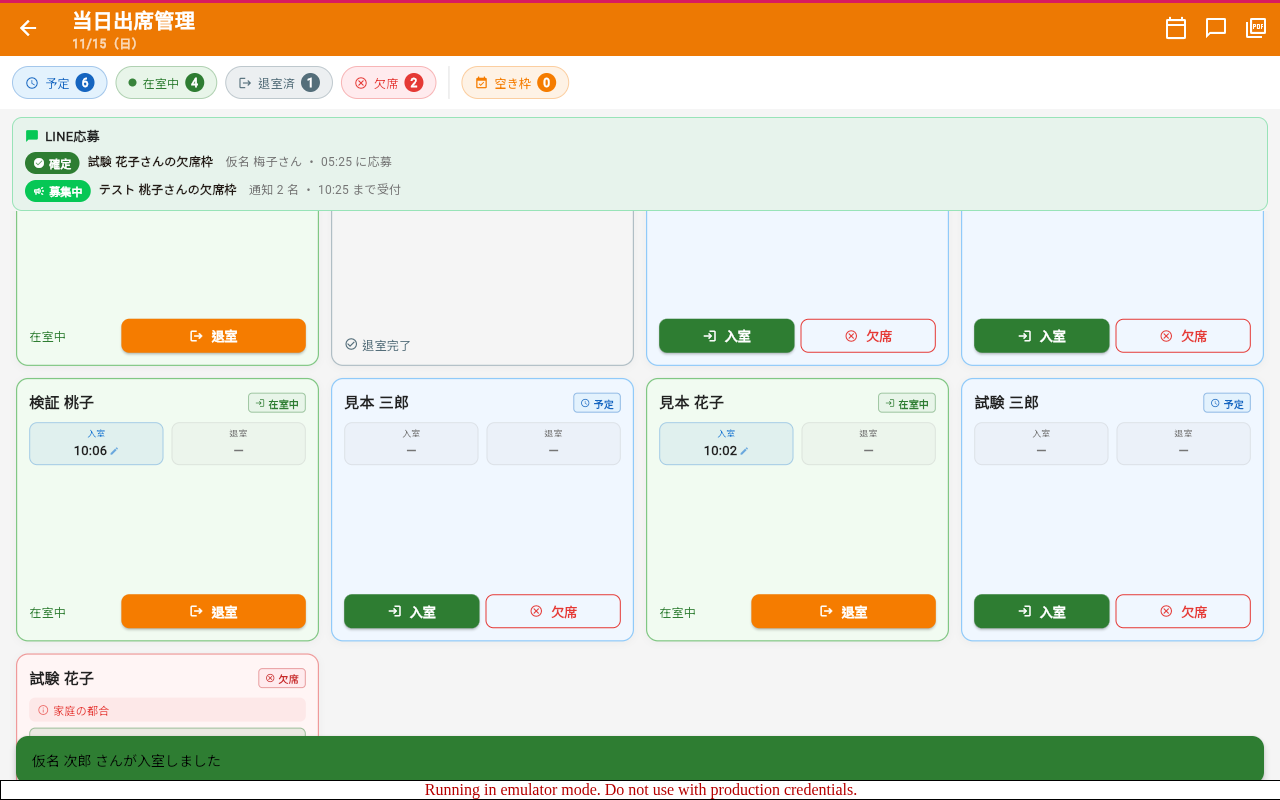 当日出席管理
11/15（日）
予定 6
在室中 4
退室済 1
欠席 2
空き枠 0
LINE応募
確定 試験 花子さんの欠席枠 仮名 梅子さん • 05:25 に応募
募集中 テスト 桃子さんの欠席枠 通知 2 名 • 10:25 まで受付
在室中 退室
退室完了
入室 欠席
入室 欠席
検証 桃子 在室中
入室 退室
10:06 —
在室中 退室
見本 三郎 予定
入室 退室
— —
入室 欠席
見本 花子 在室中
入室 退室
10:02 —
在室中 退室
試験 三郎 予定
入室 退室
— —
入室 欠席
試験 花子 欠席
家庭の都合
仮名 次郎 さんが入室しました
Running in emulator mode. Do not use with production credentials.